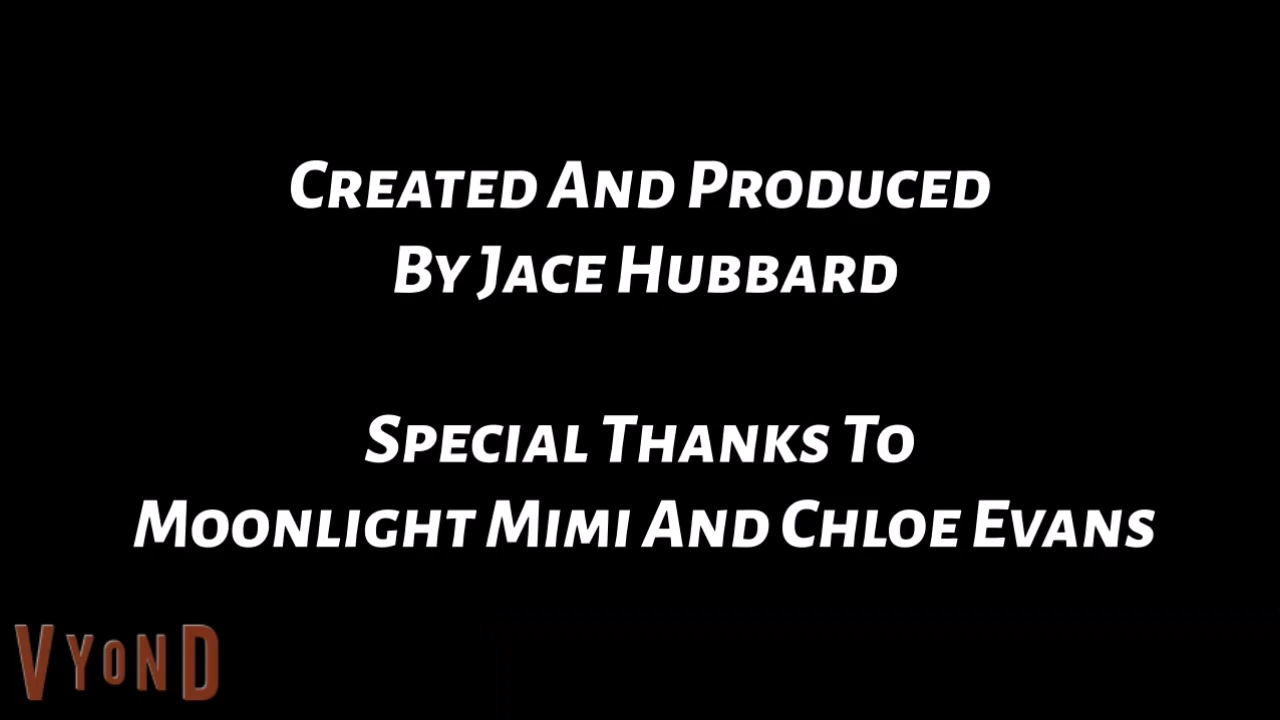 Created And Produced
By Jace Hubbard
Special Thanks To
Moonlight Mimi And Chloe Evans
VYOND